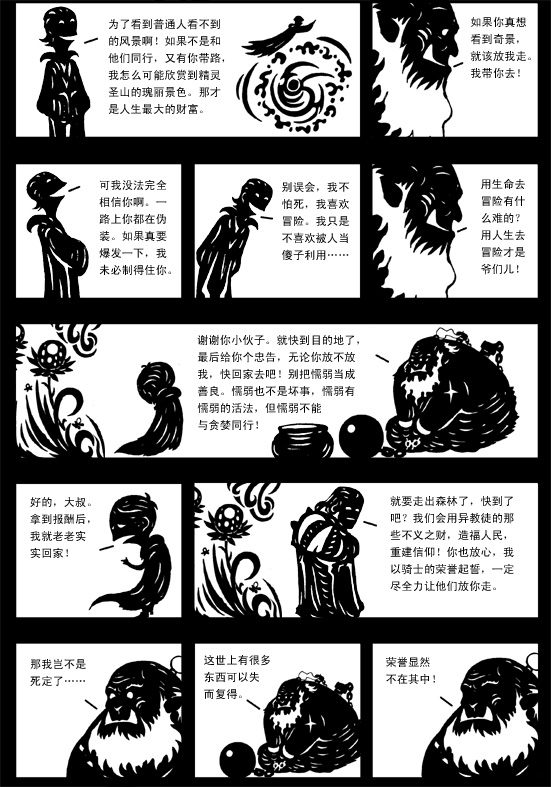 为了看到普通人看不到
的风景啊！如果不是和
他们同行，又有你带路，
我怎么可能欣赏到精灵
圣山的瑰丽景色。那才
是人生最大的财富。
如果你真想
看到奇景，
就该放我走。
我带你去！
可我没法完全
相信你啊。一
路上你都在伪
装。如果真要
爆发一下，我
未必制得住你。
别误会，我不
怕死，我喜欢
冒险。我只是
不喜欢被人当
傻子利用……
用生命去
冒险有什
么难的？
用人生去
冒险才是
爷们儿！
谢谢你小伙子。就快到目的地了，
最后给你个忠告，无论你放不放
我，快回家去吧！别把懦弱当成
善良。懦弱也不是坏事，懦弱有
懦弱的活法，但懦弱不能
与贪婪同行！
好的，大叔。
拿到报酬后，
我就老老实
实回家！
就要走出森林了，快到了
吧？我们会用异教徒的那
些不义之财，造福人民，
重建信仰！你也放心，我
以骑士的荣誉起誓，一定
尽全力让他们放你走。
那我岂不是
死定了……
这世上有很多
东西可以失
而复得。
荣誉显然
不在其中！